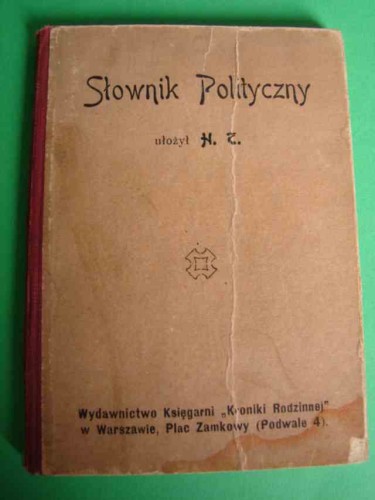 Słownik Polityczny
ułożył H. T.
Wydawnictwo Księgarni „Kroniki Rodzinnej”
w Warszawie, Plac Zamkowy (Podwale 4).